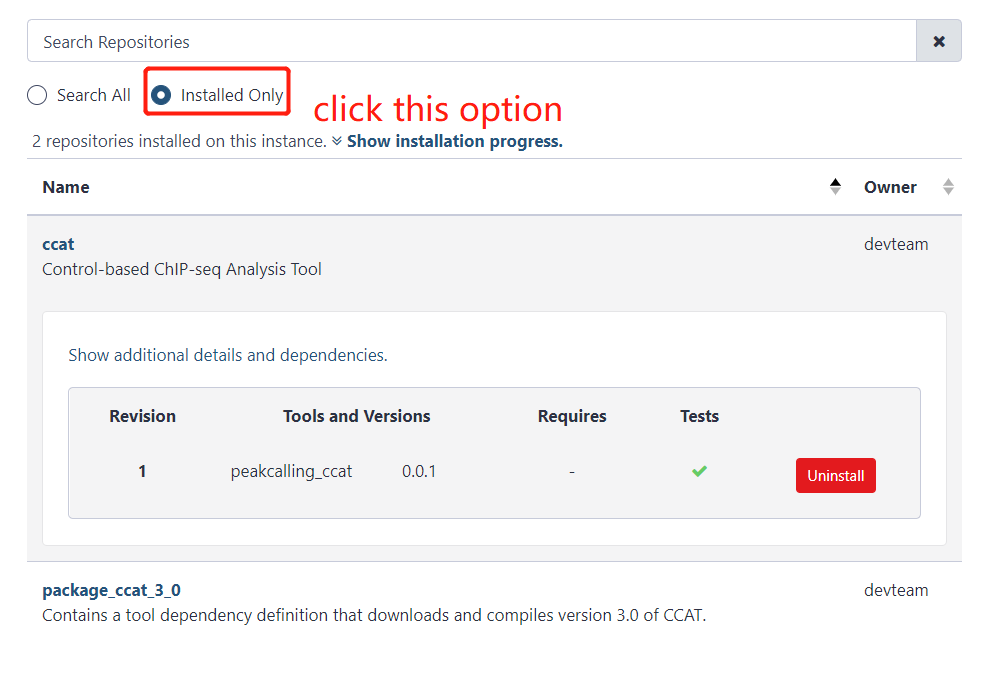 Search Repositories
Search All Installed Only
click this option
2 repositories installed on this instance. Show installation progress.
Name Owner
ccat devteam
Control-based ChIP-seq Analysis Tool
Show additional details and dependencies.
Revision Tools and Versions Requires Tests
1 peakcalling_ccat 0.0.1 - Uninstall
package_ccat_3_0 devteam
Contains a tool dependency definition that downloads and compiles version 3.0 of CCAT.